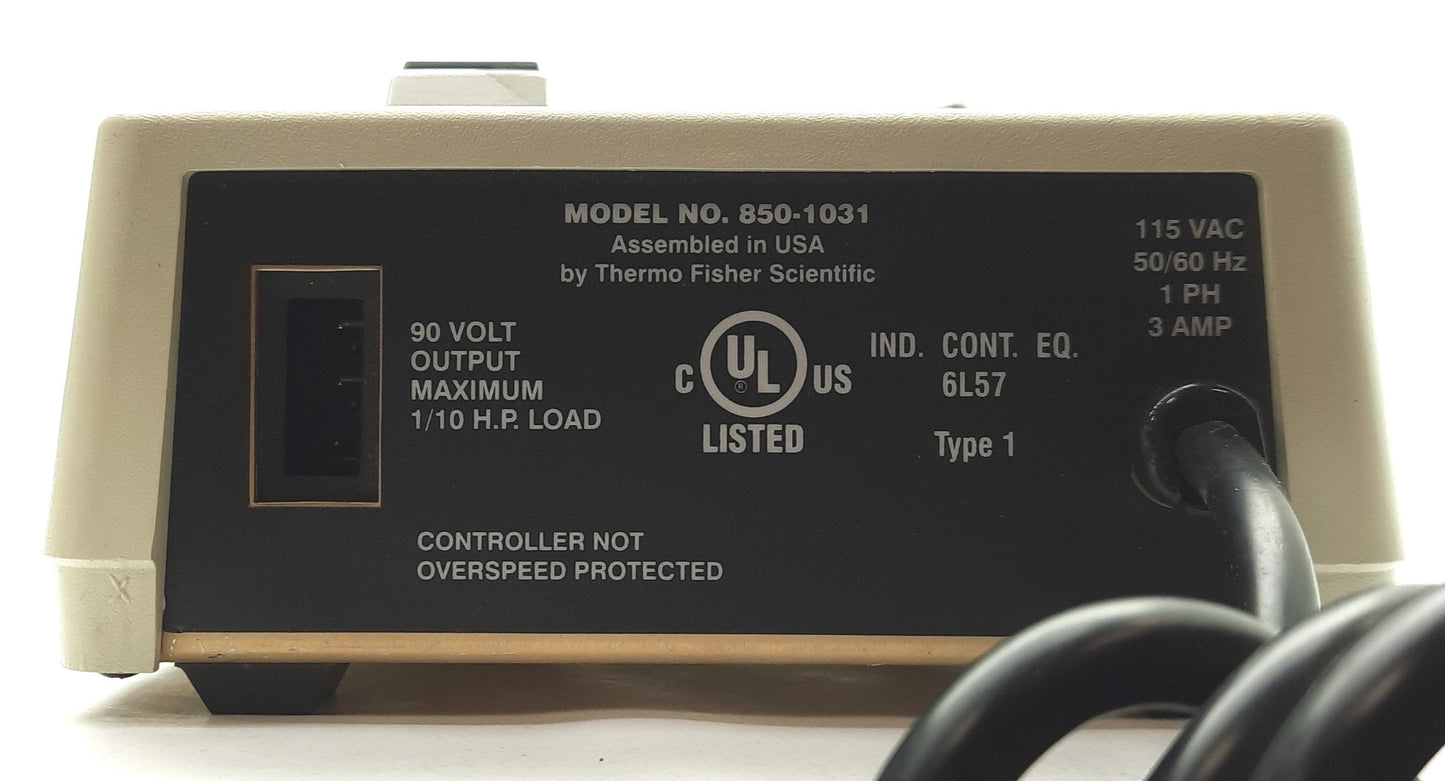 MODEL NO. 850-1031
Assembled in USA
by Thermo Fisher Scientific
115 VAC
50/60 Hz
1 PH
3 AMP
90 VOLT
OUTPUT
MAXIMUM
1/10 H.P. LOAD
C UL ® US
LISTED
IND. CONT. EQ.
6L57
Type 1
CONTROLLER NOT
OVERSPEED PROTECTED